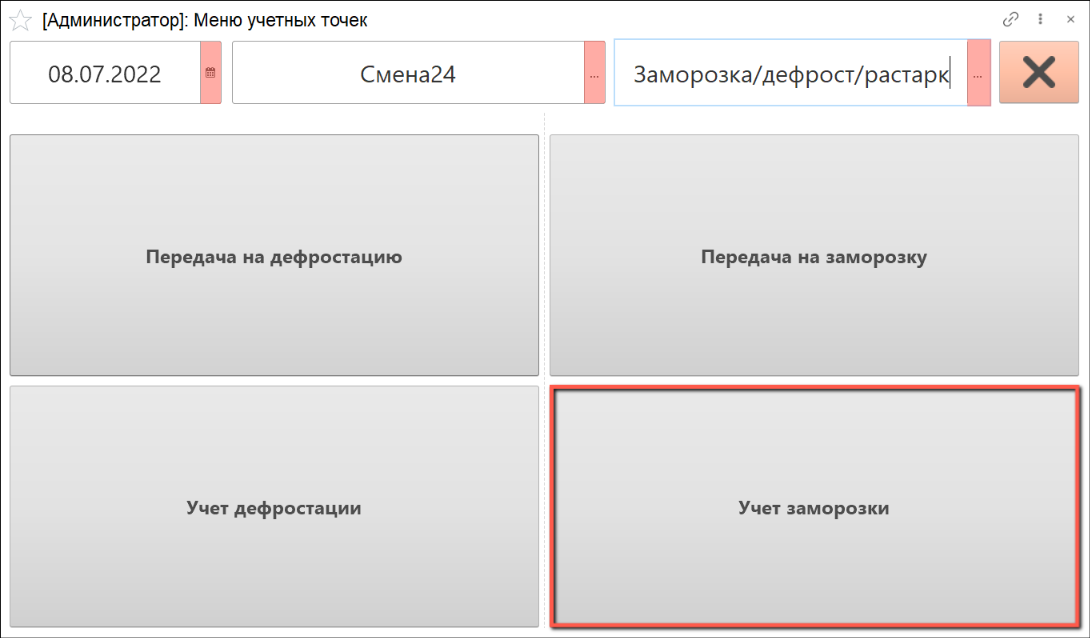 [Администратор]: Меню учетных точек
08.07.2022
Смена24
...
Заморозка/дефрост/растарк
...
Передача на дефростацию
Передача на заморозку
Учет дефростации
Учет заморозки